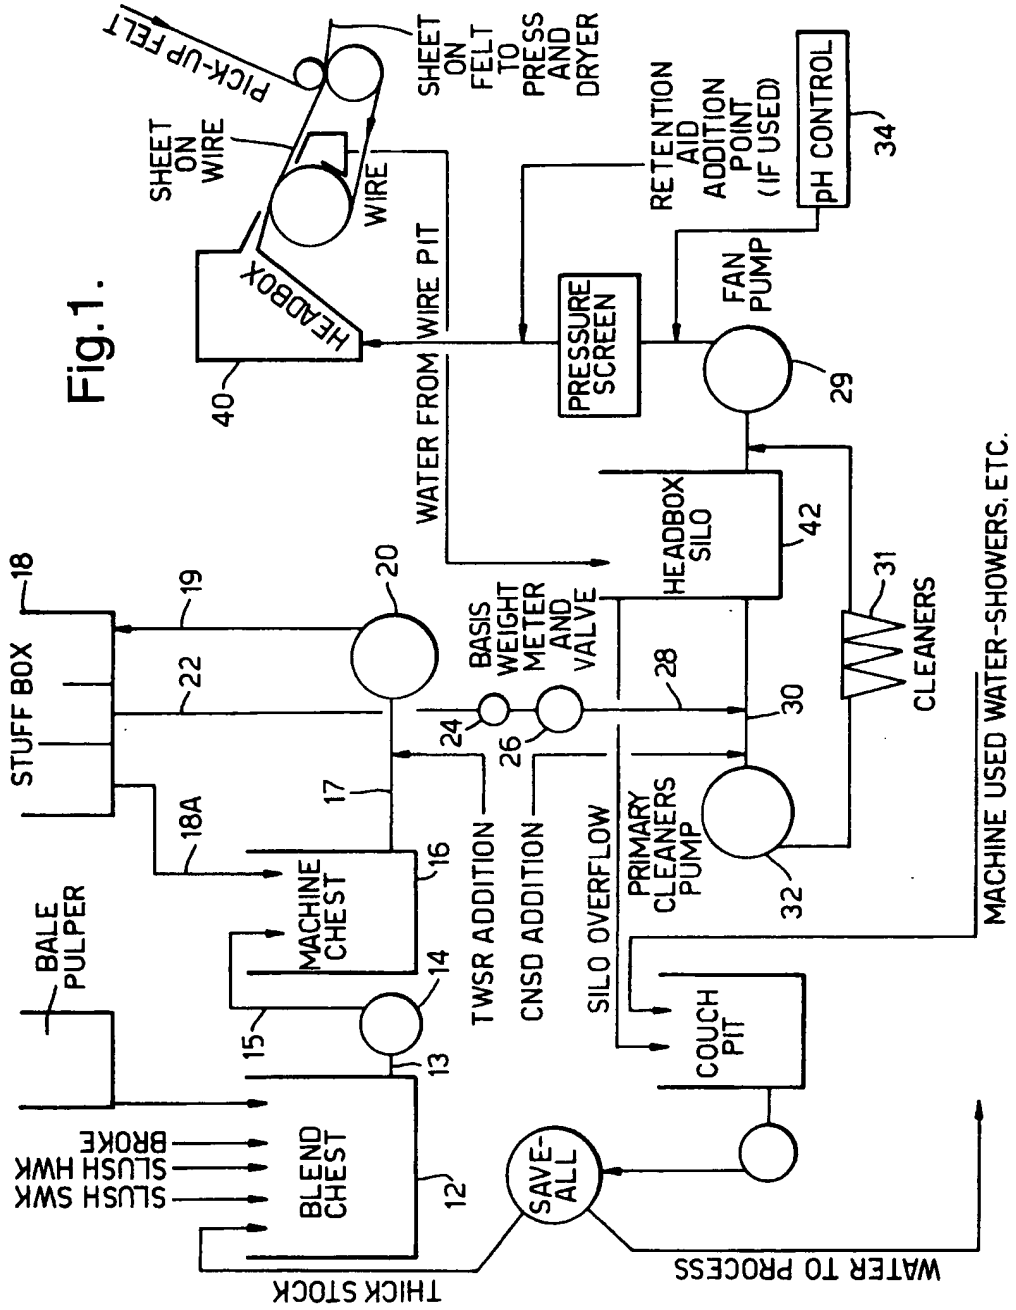 Fig.1.
PICK-UP FELT
SHEET
ON
WIRE
SHEET
ON
FELT
TO
PRESS
AND
DRYER
WIRE
HEADBOX
40
WATER FROM WIRE PIT
RETENTION
AID
ADDITION
POINT
(IF USED)
pH CONTROL
34
PRESSURE
SCREEN
FAN
PUMP
29
STUFF BOX
18
19
22
18A
20
17
BALE
PULPER
MACHINE
CHEST
16
15
14
13
BROKE
SLUSH HWK
SLUSH SWK
BLEND
CHEST
12
THICK STOCK
BASIS
WEIGHT
METER
AND
VALVE
24
26
28
30
HEADBOX
SILO
42
31
CLEANERS
TWSR ADDITION
CNSD ADDITION
SILO OVERFLOW
PRIMARY
CLEANERS
PUMP
32
COUCH
PIT
SAVE-
ALL
WATER TO PROCESS
MACHINE USED WATER-SHOWERS, ETC.